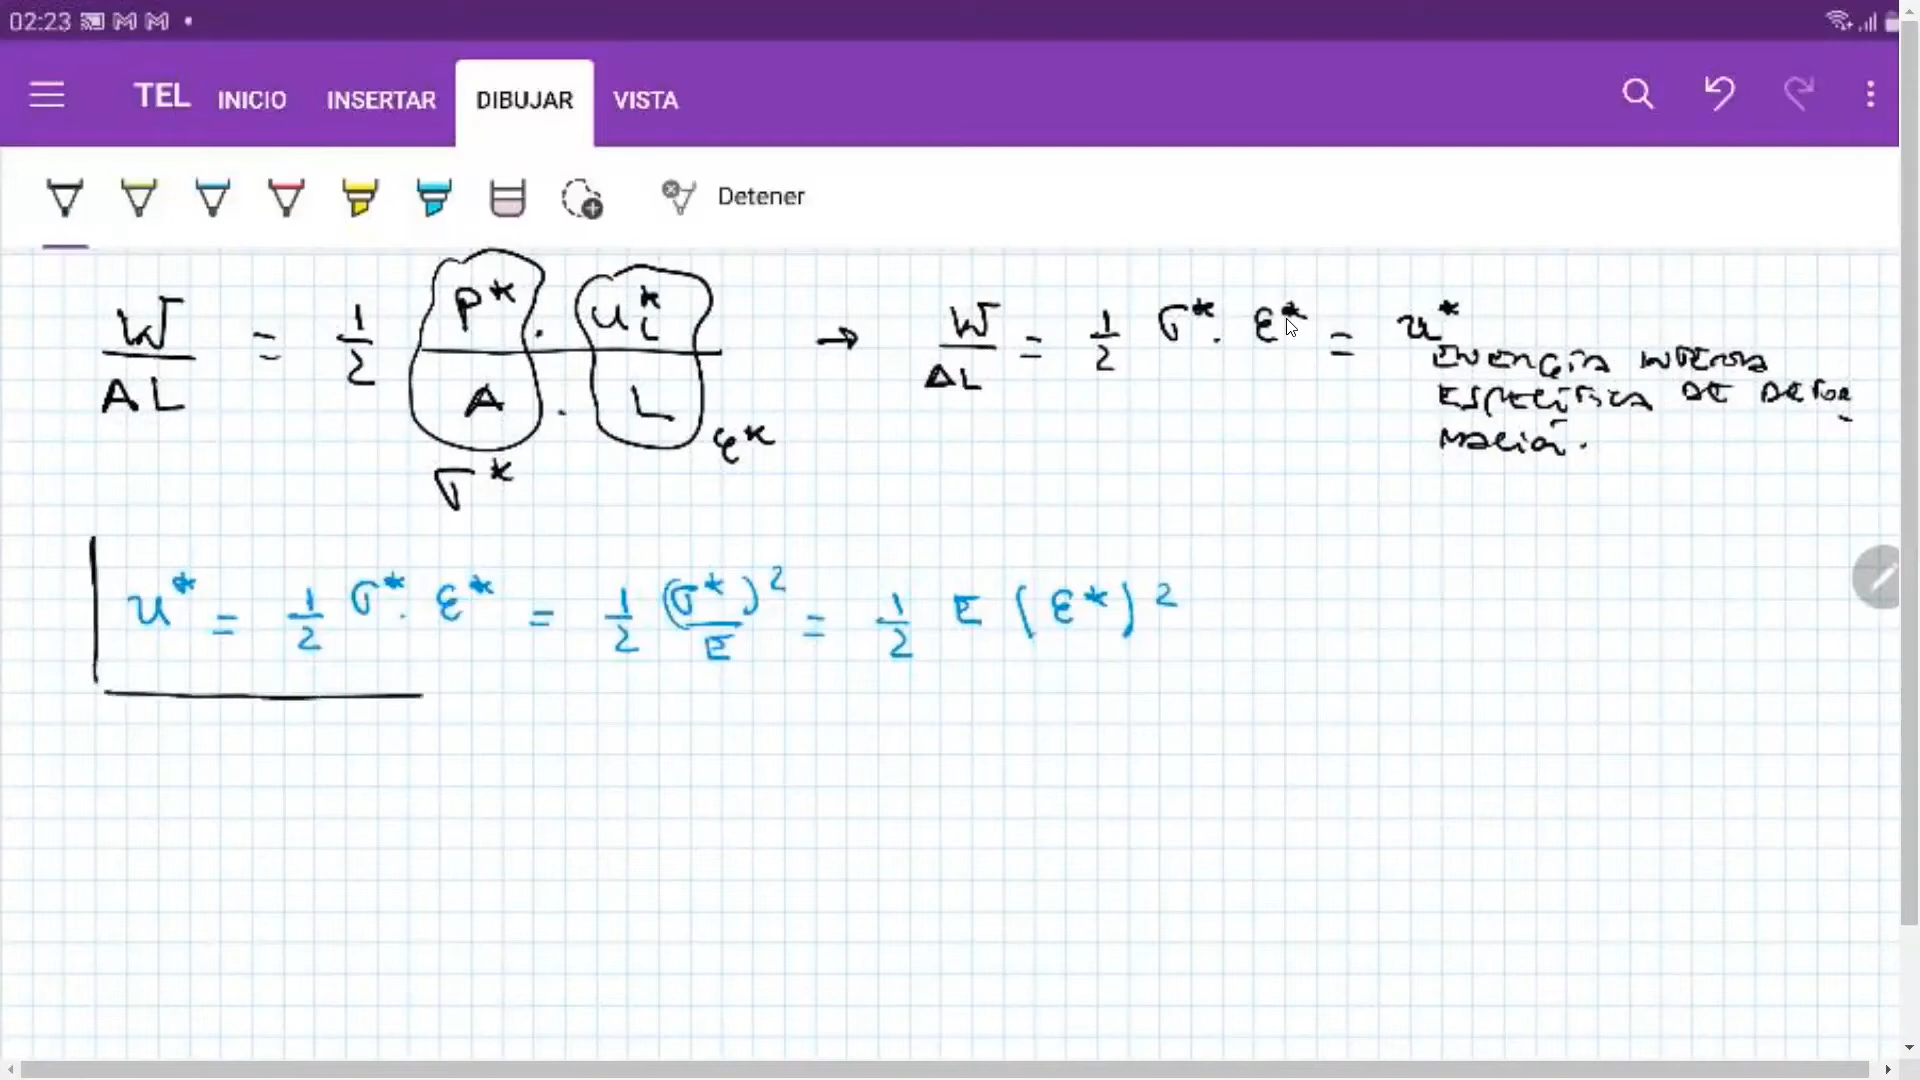 02:23
TEL INICIO INSERTAR DIBUJAR VISTA
Detener
W/AL = 1/2 P* · u_L* / A · L → W/AL = 1/2 σ* · ε* = u*
σ* ε*
ENERGÍA INTERNA
ESPECÍFICA DE DEFOR-
MACIÓN.
u* = 1/2 σ* · ε* = 1/2 (σ*)²/E = 1/2 E (ε*)²